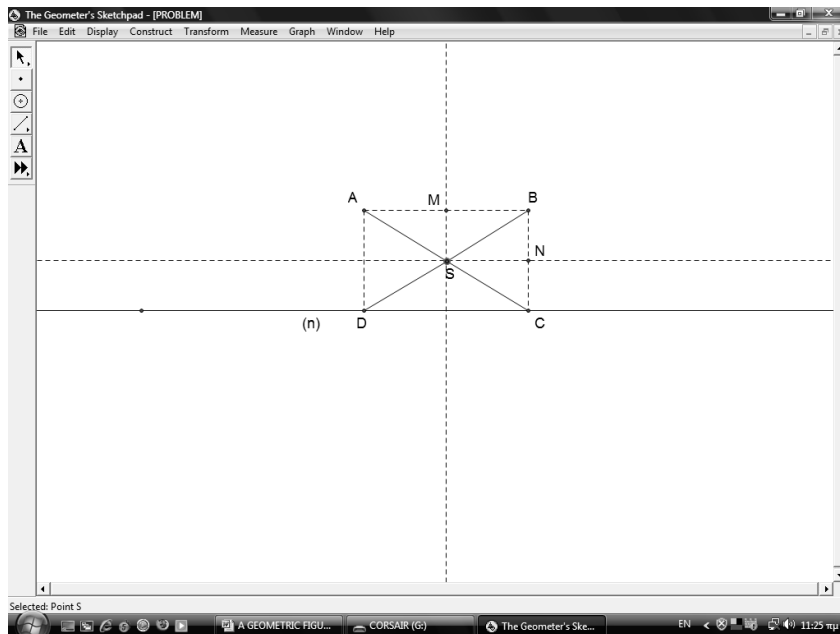 The Geometer's Sketchpad - [PROBLEM]
File Edit Display Construct Transform Measure Graph Window Help
A
A M B
N
S
(n) D C
Selected: Point S
A GEOMETRIC FIGU... CORSAIR (G:) The Geometer's Ske... EN 11:25 πμ